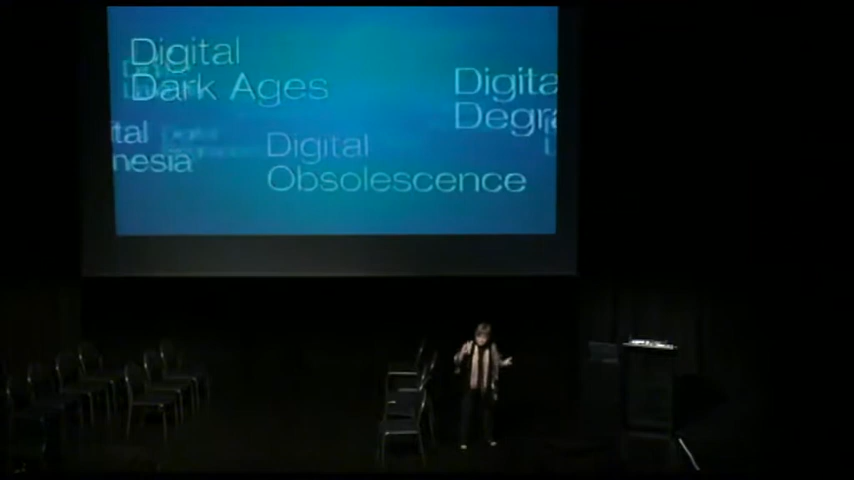 Digital
Dark Ages
Digita
Degra
ital
nesia
Digital
Obsolescence